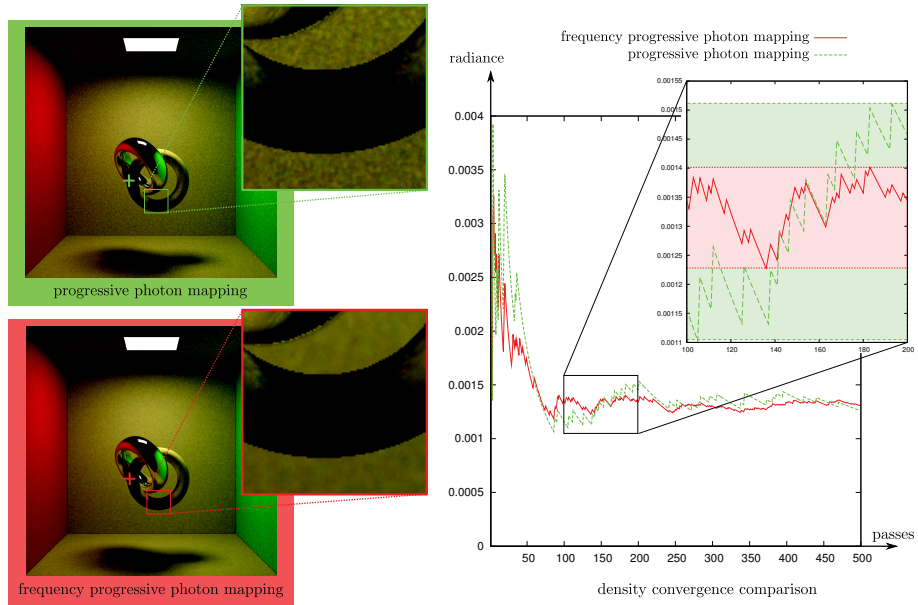 progressive photon mapping
frequency progressive photon mapping
frequency progressive photon mapping
progressive photon mapping
radiance
0.004
0.0035
0.003
0.0025
0.002
0.0015
0.001
0.0005
0
50 100 150 200 250 300 350 400 450 500
passes
0.00155
0.0015
0.00145
0.0014
0.00135
0.0013
0.00125
0.0012
0.00115
0.0011
100 120 140 160 180 200
density convergence comparison